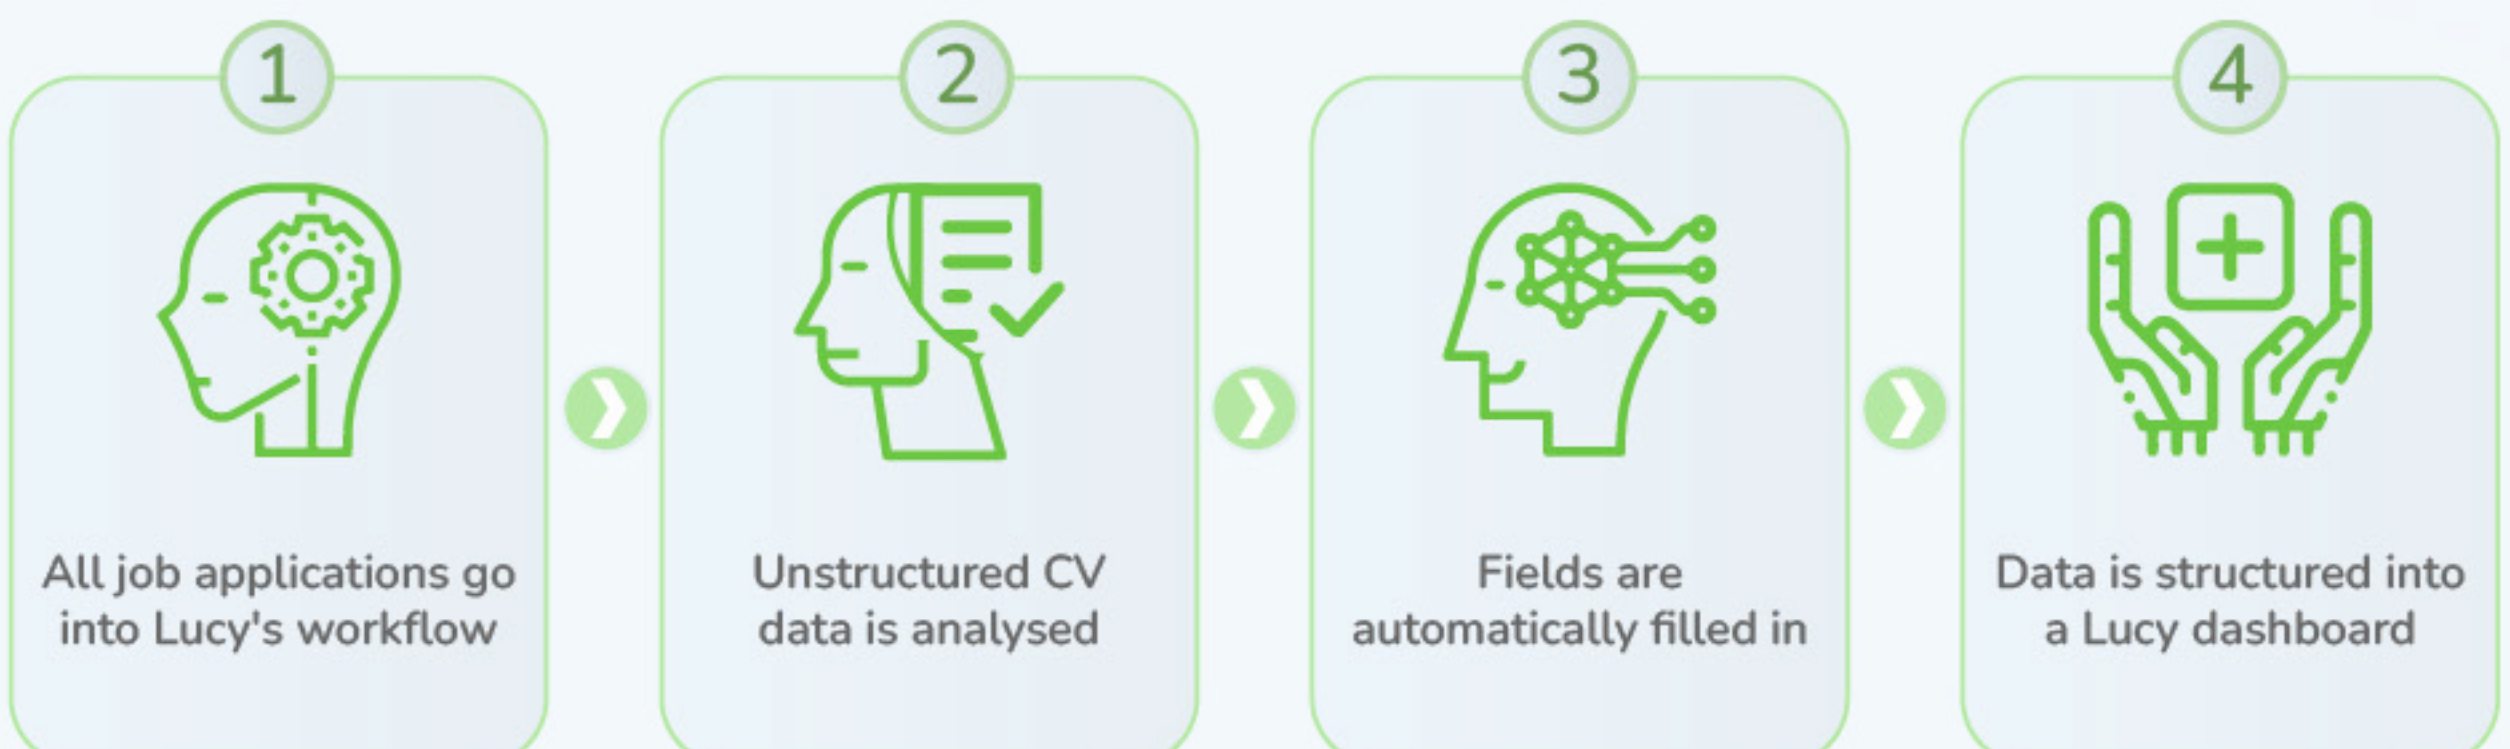 1
All job applications go
into Lucy's workflow
2
Unstructured CV
data is analysed
3
Fields are
automatically filled in
4
Data is structured into
a Lucy dashboard